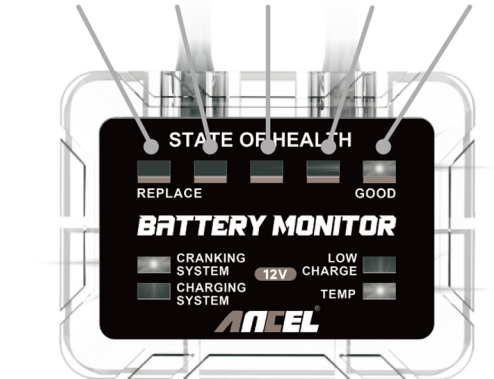 STATE OF HEALTH
REPLACE GOOD
BATTERY MONITOR
CRANKING SYSTEM
LOW CHARGE
12V
CHARGING SYSTEM
TEMP
ANCEL®